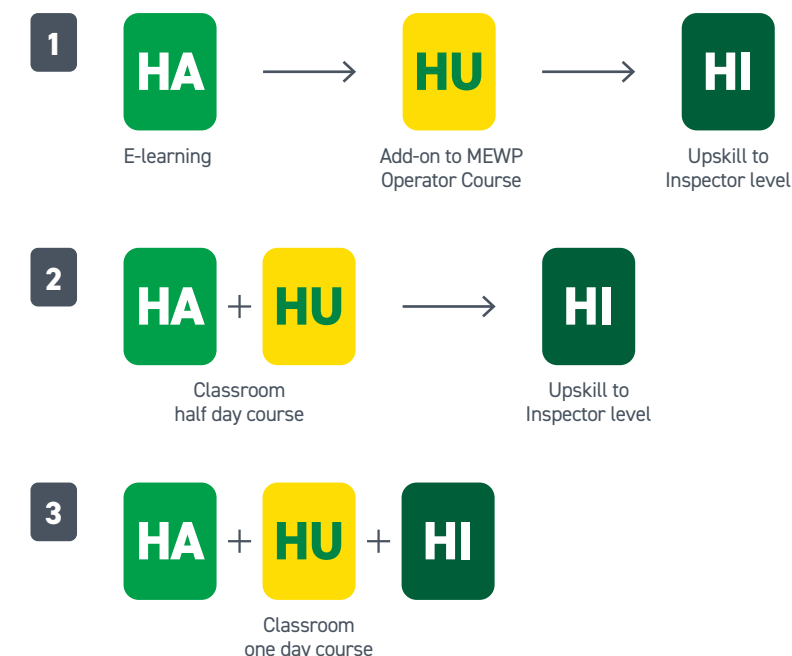 1
HA
HU
HI
E-learning
Add-on to MEWP
Operator Course
Upskill to
Inspector level
2
HA + HU
HI
Classroom
half day course
Upskill to
Inspector level
3
HA + HU + HI
Classroom
one day course